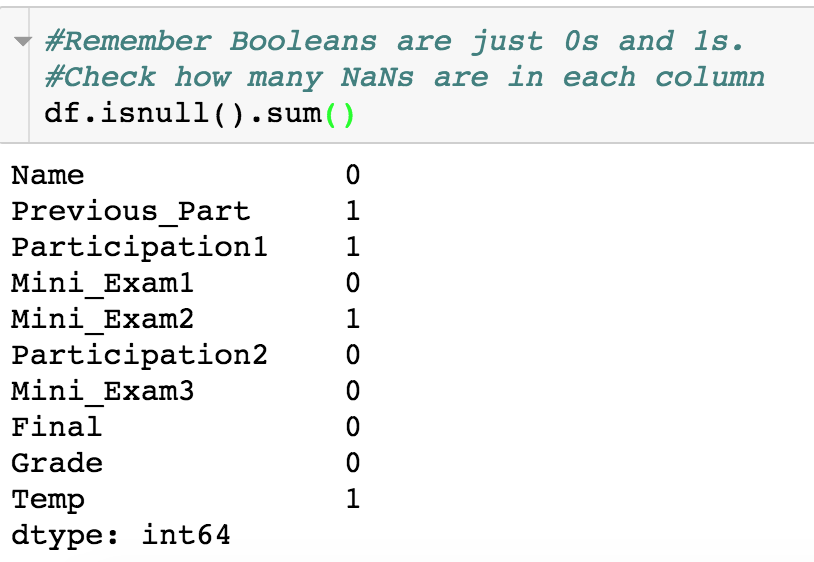 #Remember Booleans are just 0s and 1s.
#Check how many NaNs are in each column
df.isnull().sum()
Name 0
Previous_Part 1
Participation1 1
Mini_Exam1 0
Mini_Exam2 1
Participation2 0
Mini_Exam3 0
Final 0
Grade 0
Temp 1
dtype: int64